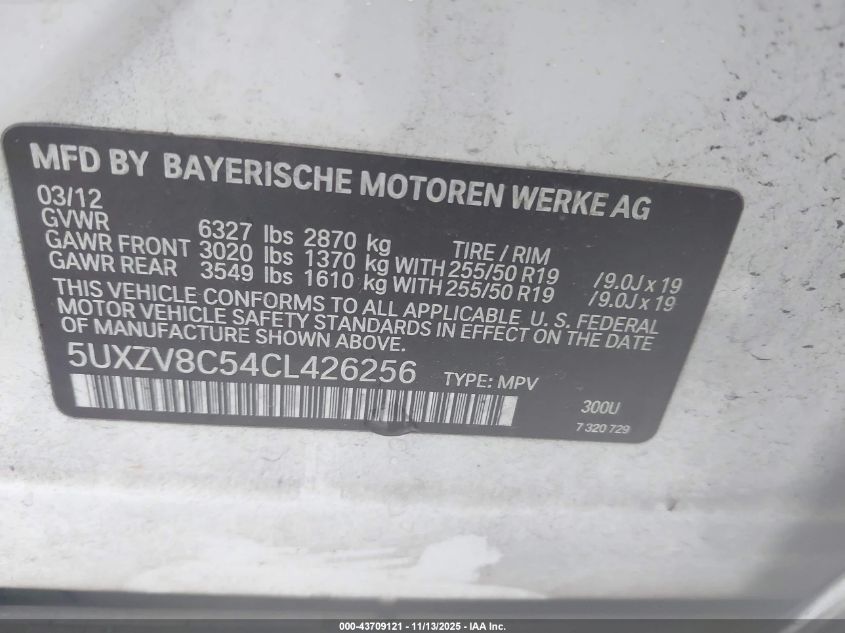 MFD BY BAYERISCHE MOTOREN WERKE AG
03/12
GVWR 6327 lbs 2870 kg TIRE / RIM
GAWR FRONT 3020 lbs 1370 kg WITH 255/50 R19 /9.0J x 19
GAWR REAR 3549 lbs 1610 kg WITH 255/50 R19 /9.0J x 19
THIS VEHICLE CONFORMS TO ALL APPLICABLE U. S. FEDERAL
MOTOR VEHICLE SAFETY STANDARDS IN EFFECT ON THE DATE
OF MANUFACTURE SHOWN ABOVE.
5UXZV8C54CL426256 TYPE: MPV
300U
7 320 729
000-43709121 - 11/13/2025 - IAA Inc.